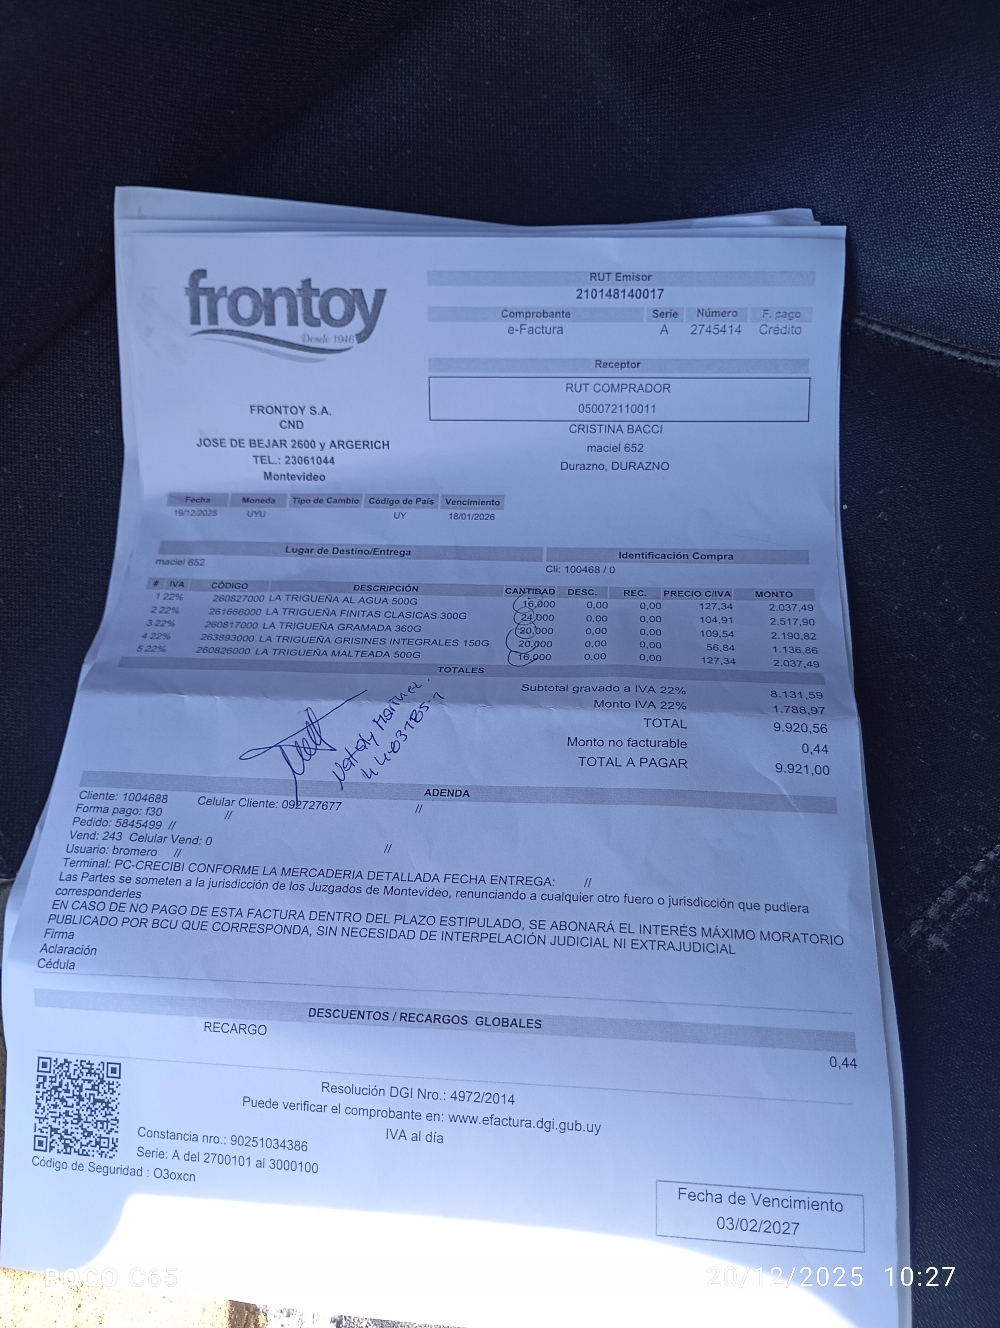 frontoy
Desde 1946
FRONTOY S.A.
CND
JOSE DE BEJAR 2600 y ARGERICH
TEL.: 23061044
Montevideo
RUT Emisor
210148140017
Comprobante Serie Número F. pago
e-Factura A 2745414 Crédito
Receptor
RUT COMPRADOR
050072110011
CRISTINA BACCI
maciel 652
Durazno, DURAZNO
Fecha Moneda Tipo de Cambio Código de País Vencimiento
19/12/2025 UYU UY 18/01/2026
Lugar de Destino/Entrega Identificación Compra
maciel 652 Cli: 100468 / 0
# IVA CÓDIGO DESCRIPCIÓN CANTIDAD DESC. REC. PRECIO C/IVA MONTO
1 22% 260827000 LA TRIGUEÑA AL AGUA 500G 16,000 0,00 0,00 127,34 2.037,49
2 22% 261666000 LA TRIGUEÑA FINITAS CLASICAS 300G 24,000 0,00 0,00 104,91 2.517,90
3 22% 260817000 LA TRIGUEÑA GRAMADA 360G 20,000 0,00 0,00 109,54 2.190,82
4 22% 263893000 LA TRIGUEÑA GRISINES INTEGRALES 150G 20,000 0,00 0,00 56,84 1.136,86
5 22% 260826000 LA TRIGUEÑA MALTEADA 500G 16,000 0,00 0,00 127,34 2.037,49
TOTALES
Subtotal gravado a IVA 22% 8.131,59
Monto IVA 22% 1.788,97
TOTAL 9.920,56
Monto no facturable 0,44
TOTAL A PAGAR 9.921,00
ADENDA
Cliente: 1004688 Celular Cliente: 092727677 //
Forma pago: f30 //
Pedido: 5845499 //
Vend: 243 Celular Vend: 0 //
Usuario: bromero //
Terminal: PC-CRECIBI CONFORME LA MERCADERIA DETALLADA FECHA ENTREGA: //
Las Partes se someten a la jurisdicción de los Juzgados de Montevideo, renunciando a cualquier otro fuero o jurisdicción que pudiera
corresponderles
EN CASO DE NO PAGO DE ESTA FACTURA DENTRO DEL PLAZO ESTIPULADO, SE ABONARÁ EL INTERÉS MÁXIMO MORATORIO
PUBLICADO POR BCU QUE CORRESPONDA, SIN NECESIDAD DE INTERPELACIÓN JUDICIAL NI EXTRAJUDICIAL
Firma
Aclaración
Cédula
DESCUENTOS / RECARGOS GLOBALES
RECARGO 0,44
Resolución DGI Nro.: 4972/2014
Puede verificar el comprobante en: www.efactura.dgi.gub.uy
IVA al día
Constancia nro.: 90251034386
Serie: A del 2700101 al 3000100
Código de Seguridad : O3oxcn
Fecha de Vencimiento
03/02/2027
POCO C65
20/12/2025 10:27